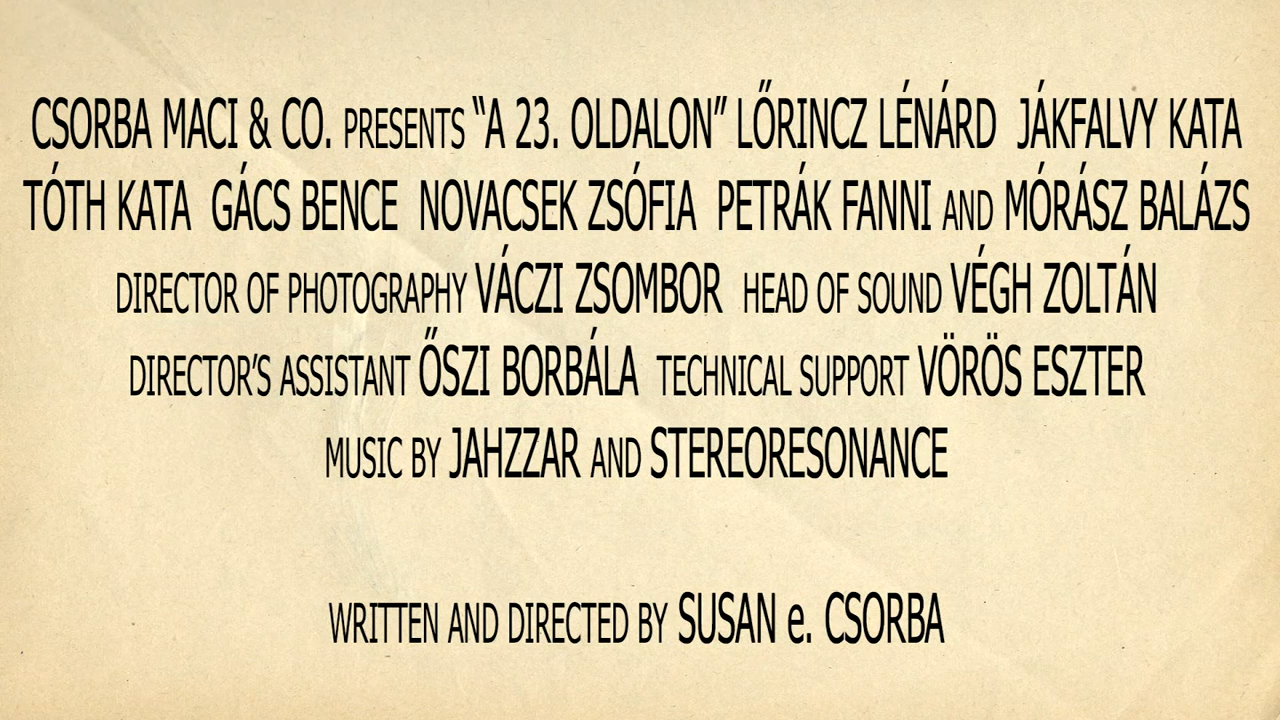 CSORBA MACI & CO. PRESENTS “A 23. OLDALON” LŐRINCZ LÉNÁRD JÁKFALVY KATA
TÓTH KATA GÁCS BENCE NOVACSEK ZSÓFIA PETRÁK FANNI AND MÓRÁSZ BALÁZS
DIRECTOR OF PHOTOGRAPHY VÁCZI ZSOMBOR HEAD OF SOUND VÉGH ZOLTÁN
DIRECTOR’S ASSISTANT ŐSZI BORBÁLA TECHNICAL SUPPORT VÖRÖS ESZTER
MUSIC BY JAHZZAR AND STEREORESONANCE
WRITTEN AND DIRECTED BY SUSAN e. CSORBA